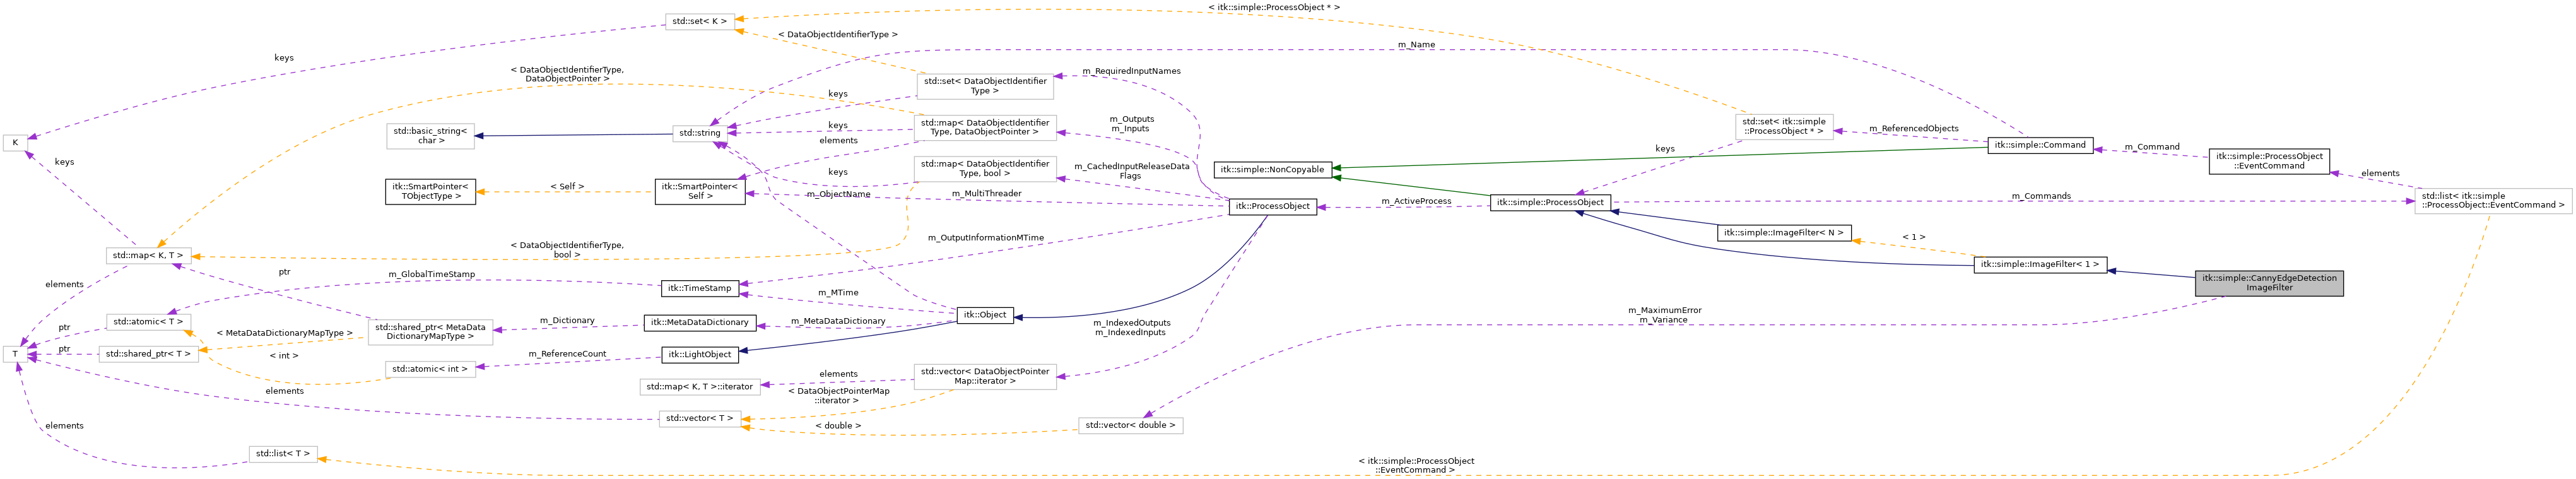 < itk::simple::ProcessObject * >
std::set< K >
< DataObjectIdentifierType >
m_Name
keys
< DataObjectIdentifierType,
DataObjectPointer >
m_RequiredInputNames
std::set< DataObjectIdentifier
Type >
keys
m_Outputs
m_Inputs
std::set< itk::simple
::ProcessObject * >
m_ReferencedObjects
std::map< DataObjectIdentifier
Type, DataObjectPointer >
keys
std::string
std::basic_string<
char >
K
elements
itk::simple::Command
m_Command
keys
itk::simple::ProcessObject
::EventCommand
keys
std::map< DataObjectIdentifier
Type, bool >
keys
m_CachedInputReleaseData
Flags
itk::simple::NonCopyable
elements
itk::SmartPointer<
TObjectType >
< Self >
itk::SmartPointer<
Self >
m_ObjectName
m_MultiThreader
itk::ProcessObject
m_ActiveProcess
itk::simple::ProcessObject
m_Commands
std::list< itk::simple
::ProcessObject::EventCommand >
itk::simple::ImageFilter< N >
< 1 >
m_OutputInformationMTime
< DataObjectIdentifierType,
bool >
std::map< K, T >
itk::simple::ImageFilter< 1 >
ptr
m_GlobalTimeStamp
itk::simple::CannyEdgeDetection
ImageFilter
elements
itk::TimeStamp
m_MTime
itk::Object
m_MaximumError
m_Variance
std::atomic< T >
ptr
< MetaDataDictionaryMapType >
std::shared_ptr< MetaData
DictionaryMapType >
m_Dictionary
itk::MetaDataDictionary
m_MetaDataDictionary
m_IndexedOutputs
m_IndexedInputs
T
ptr
std::shared_ptr< T >
< int >
m_ReferenceCount
itk::LightObject
std::atomic< int >
std::vector< DataObjectPointer
Map::iterator >
elements
std::map< K, T >::iterator
elements
< DataObjectPointerMap
::iterator >
std::vector< T >
< double >
std::vector< double >
elements
std::list< T >
< itk::simple::ProcessObject
::EventCommand >